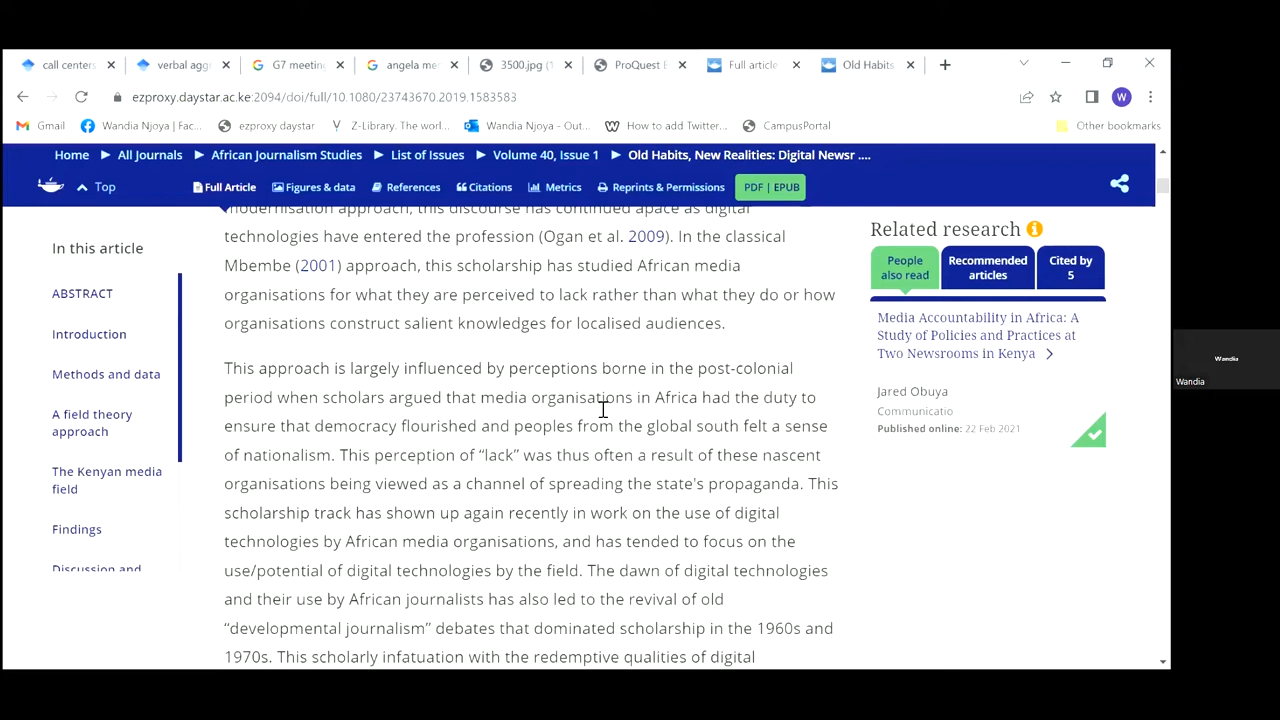 call centers
verbal agg
G7 meetin
angela me
3500.jpg (1
ProQuest E
Full article
Old Habits
ezproxy.daystar.ac.ke:2094/doi/full/10.1080/23743670.2019.1583583
W
Gmail
Wandia Njoya | Fac...
ezproxy daystar
Z-Library. The worl...
Wandia Njoya - Out...
How to add Twitter...
CampusPortal
Other bookmarks
Home
All Journals
African Journalism Studies
List of Issues
Volume 40, Issue 1
Old Habits, New Realities: Digital Newsr ....
Top
Full Article
Figures & data
References
Citations
Metrics
Reprints & Permissions
PDF | EPUB
In this article
ABSTRACT
Introduction
Methods and data
A field theory
approach
The Kenyan media
field
Findings
Discussion and
modernisation approach, this discourse has continued apace as digital
technologies have entered the profession (Ogan et al. 2009). In the classical
Mbembe (2001) approach, this scholarship has studied African media
organisations for what they are perceived to lack rather than what they do or how
organisations construct salient knowledges for localised audiences.
This approach is largely influenced by perceptions borne in the post-colonial
period when scholars argued that media organisations in Africa had the duty to
ensure that democracy flourished and peoples from the global south felt a sense
of nationalism. This perception of “lack” was thus often a result of these nascent
organisations being viewed as a channel of spreading the state's propaganda. This
scholarship track has shown up again recently in work on the use of digital
technologies by African media organisations, and has tended to focus on the
use/potential of digital technologies by the field. The dawn of digital technologies
and their use by African journalists has also led to the revival of old
“developmental journalism” debates that dominated scholarship in the 1960s and
1970s. This scholarly infatuation with the redemptive qualities of digital
Related research
People
also read
Recommended
articles
Cited by
5
Media Accountability in Africa: A
Study of Policies and Practices at
Two Newsrooms in Kenya
Jared Obuya
Communicatio
Published online: 22 Feb 2021
Wandia
Wandia